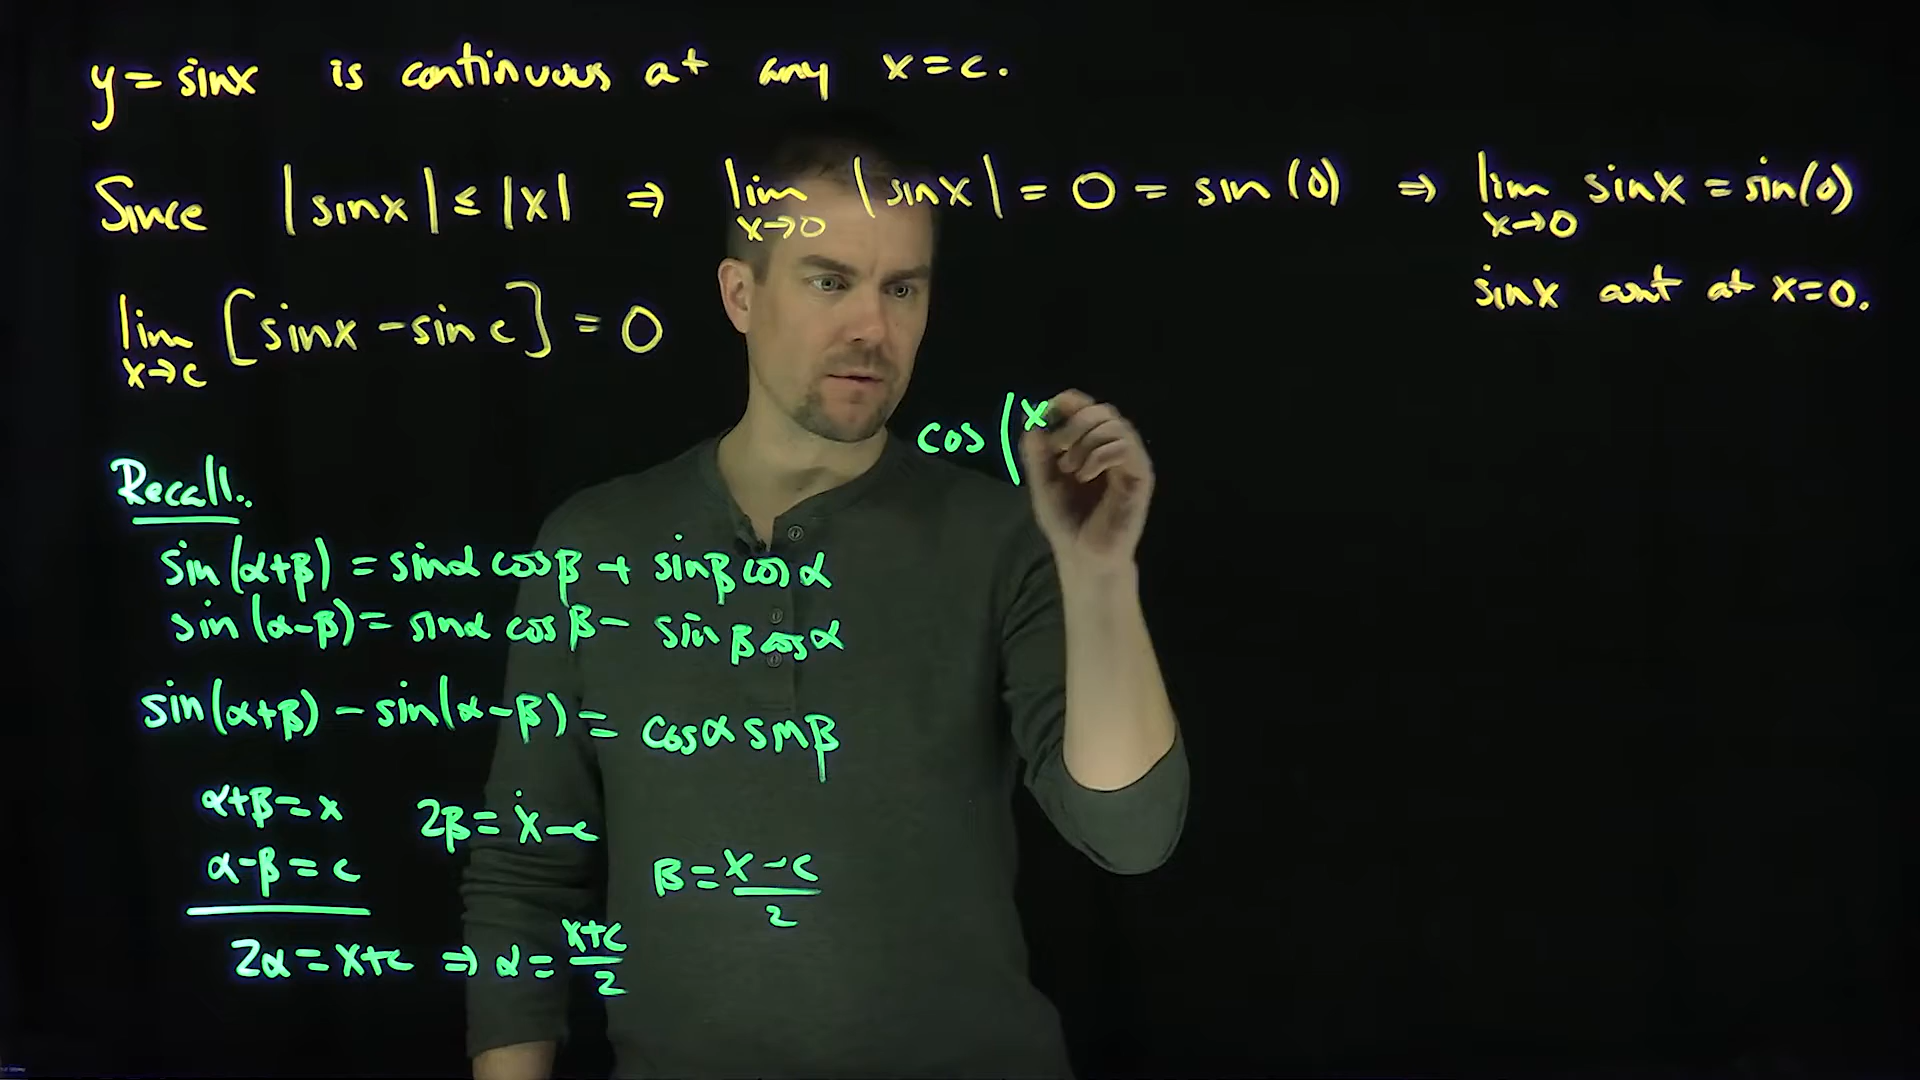 y = sinx is continuous at any x = c.
Since |sinx| ≤ |x| ⇒ lim x→0 |sinx| = 0 = sin(0) ⇒ lim x→0 sinx = sin(0)
sinx cont at x=0.
lim x→c [sinx - sin c] = 0
cos (x
Recall.
sin(α+β) = sinα cosβ + sinβ cosα
sin(α-β) = sinα cosβ - sinβ cosα
sin(α+β) - sin(α-β) = cosα sinβ
α+β = x 2β = x-c
α-β = c β = x-c/2
2α = x+c ⇒ α = x+c/2